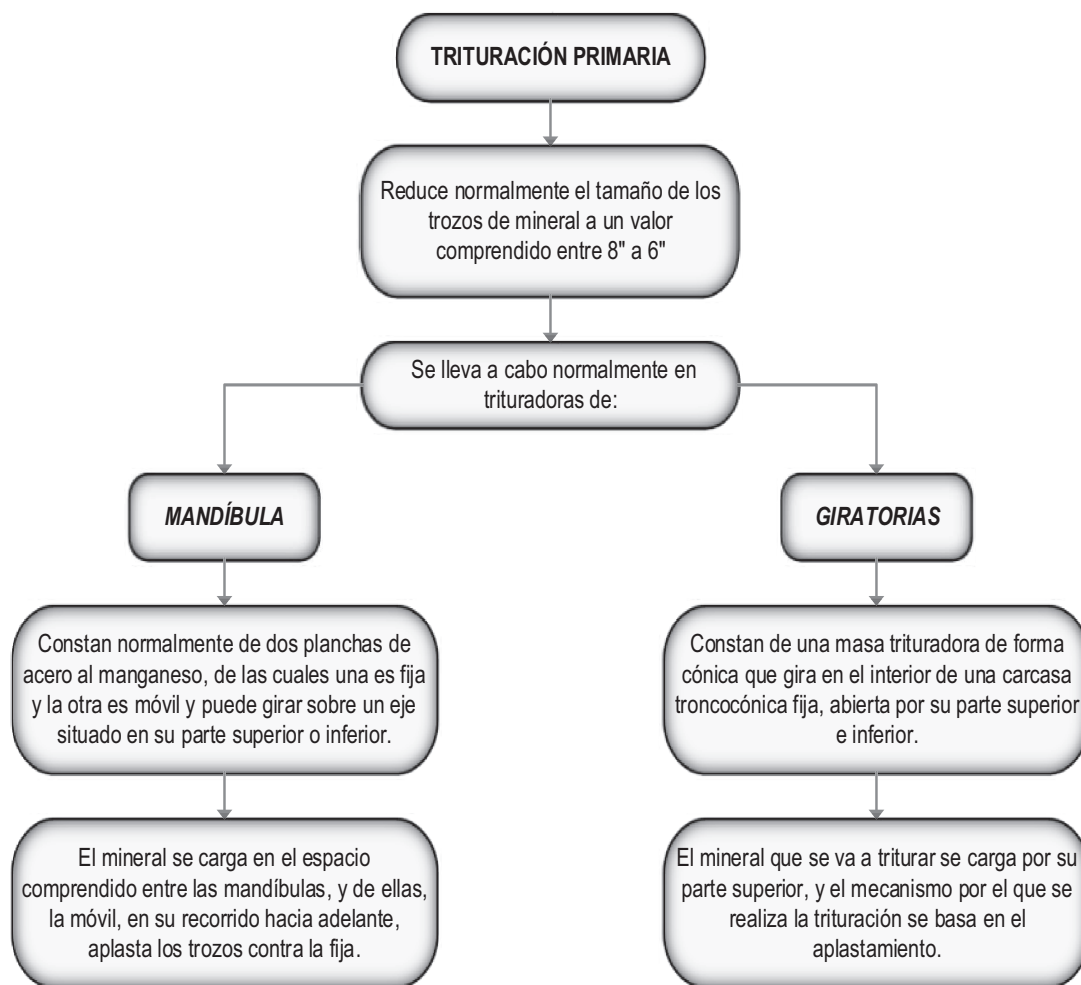 TRITURACIÓN PRIMARIA
Reduce normalmente el tamaño de los
trozos de mineral a un valor
comprendido entre 8" a 6"
Se lleva a cabo normalmente en
trituradoras de:
MANDÍBULA
Constan normalmente de dos planchas de
acero al manganeso, de las cuales una es fija
y la otra es móvil y puede girar sobre un eje
situado en su parte superior o inferior.
El mineral se carga en el espacio
comprendido entre las mandíbulas, y de ellas,
la móvil, en su recorrido hacia adelante,
aplasta los trozos contra la fija.
GIRATORIAS
Constan de una masa trituradora de forma
cónica que gira en el interior de una carcasa
troncocónica fija, abierta por su parte superior
e inferior.
El mineral que se va a triturar se carga por su
parte superior, y el mecanismo por el que se
realiza la trituración se basa en el
aplastamiento.